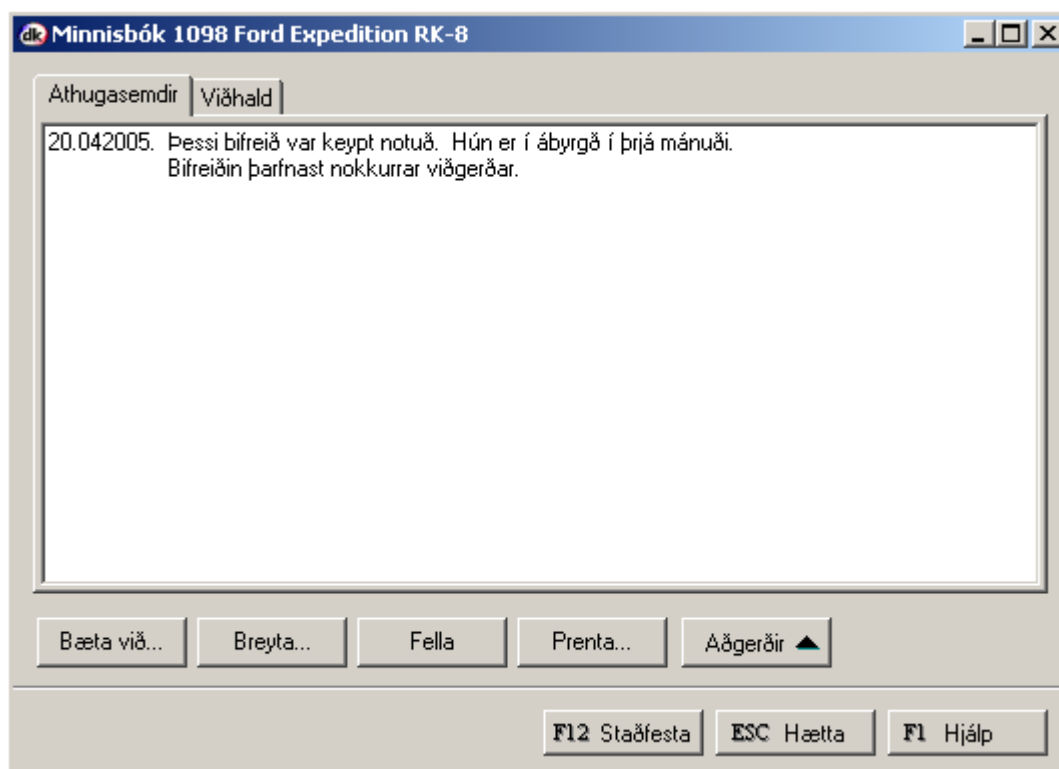 dk Minnisbók 1098 Ford Expedition RK-8
Athugasemdir Viðhald
20.042005. Þessi bifreið var keypt notuð. Hún er í ábyrgð í þrjá mánuði.
Bifreiðin þarfnast nokkurrar viðgerðar.
Bæta við... Breyta... Fella Prenta... Aðgerðir
F12 Staðfesta ESC Hætta F1 Hjálp